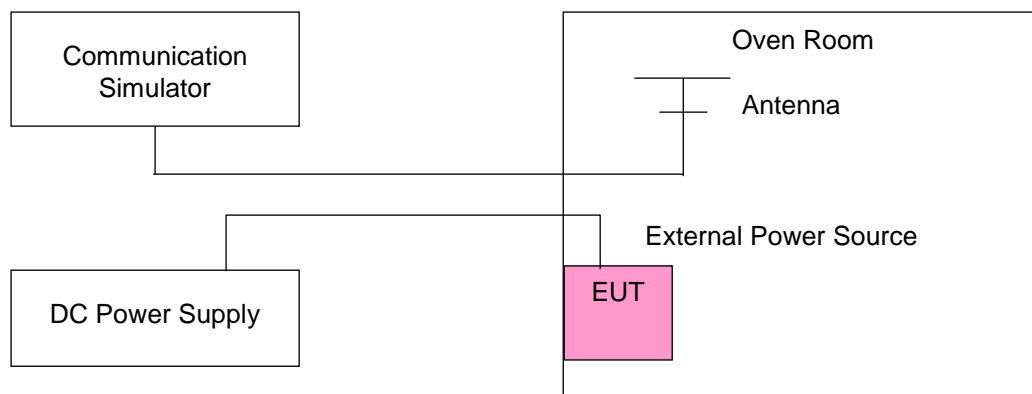 Communication
Simulator
Oven Room
Antenna
External Power Source
DC Power Supply
EUT